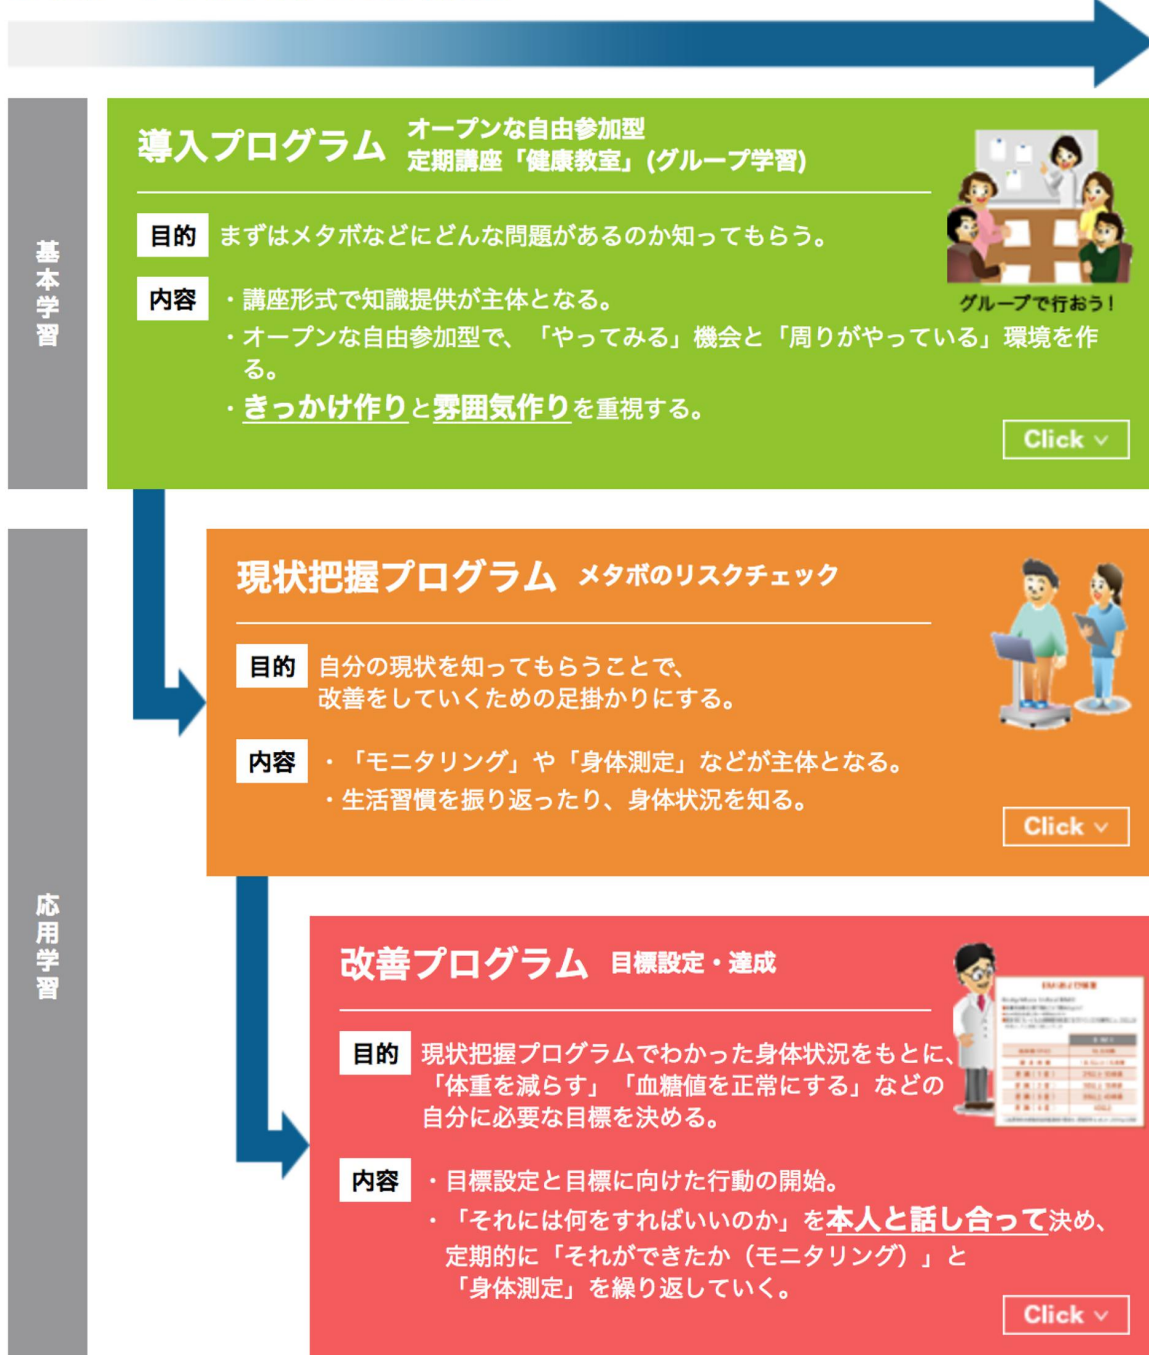 基本学習
導入プログラム
オープンな自由参加型
定期講座「健康教室」(グループ学習)
目的
まずはメタボなどにどんな問題があるのか知ってもらう。
内容
・講座形式で知識提供が主体となる。
・オープンな自由参加型で、「やってみる」機会と「周りがやっている」環境を作
る。
・きっかけ作りと雰囲気作りを重視する。
グループで行おう!
Click
応用学習
現状把握プログラム
メタボのリスクチェック
目的
自分の現状を知ってもらうことで、
改善をしていくための足掛かりにする。
内容
・「モニタリング」や「身体測定」などが主体となる。
・生活習慣を振り返ったり、身体状況を知る。
Click
改善プログラム
目標設定・達成
目的
現状把握プログラムでわかった身体状況をもとに、
「体重を減らす」「血糖値を正常にする」などの
自分に必要な目標を決める。
内容
・目標設定と目標に向けた行動の開始。
・「それには何をすればいいのか」を本人と話し合って決め、
定期的に「それができたか（モニタリング）」と
「身体測定」を繰り返していく。
Click